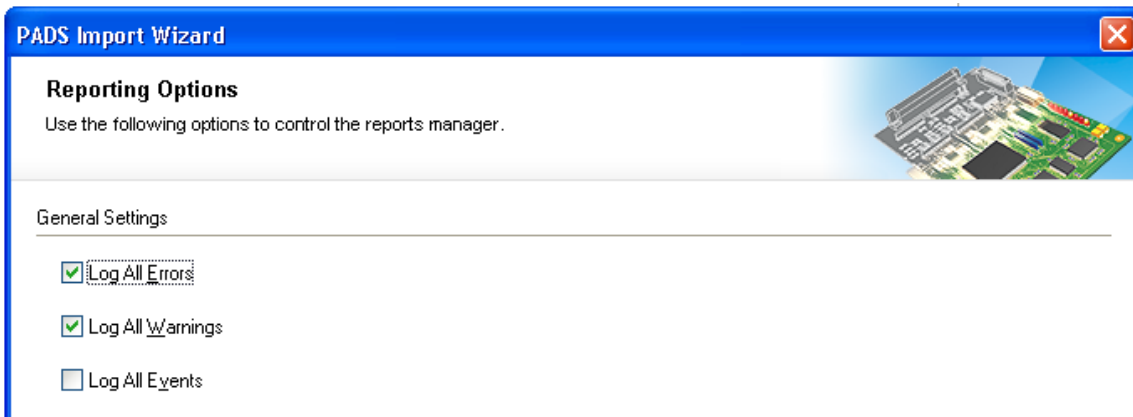 PADS Import Wizard
Reporting Options
Use the following options to control the reports manager.
General Settings
Log All Errors
Log All Warnings
Log All Events